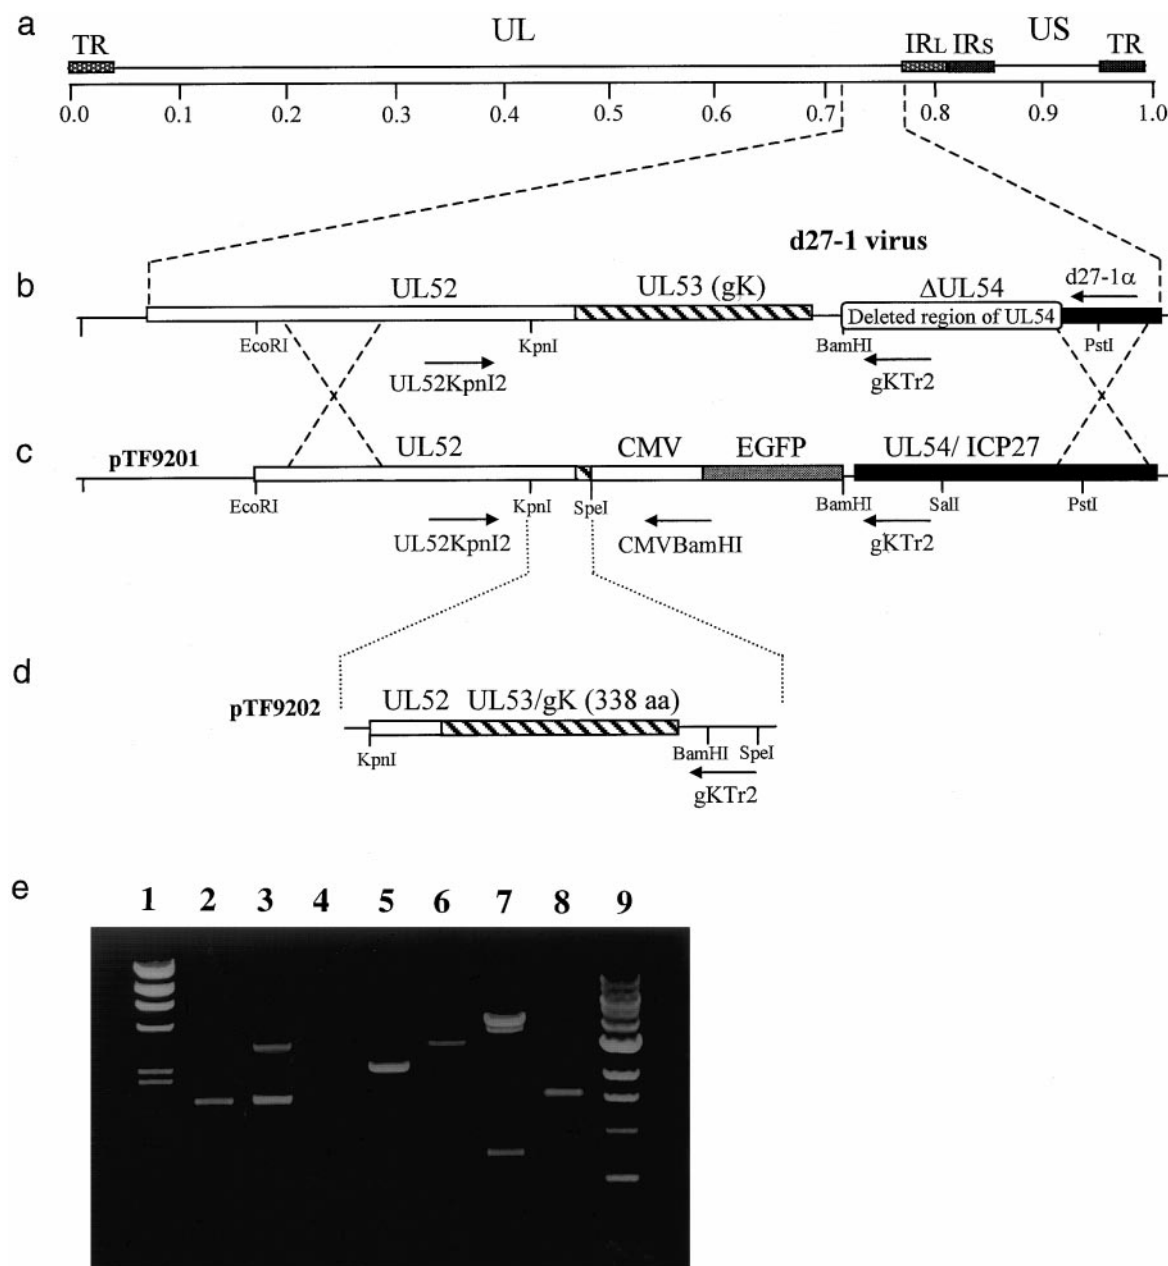 a
UL
US
TR
IRL IRS
TR
0.0 0.1 0.2 0.3 0.4 0.5 0.6 0.7 0.8 0.9 1.0
d27-1 virus
b
UL52
UL53 (gK)
ΔUL54
d27-1α
Deleted region of UL54
EcoRI
KpnI
BamHI
PstI
UL52KpnI2
gKTr2
c
pTF9201
UL52
CMV
EGFP
UL54/ ICP27
EcoRI
KpnI
SpeI
BamHI
SalI
PstI
UL52KpnI2
CMVBamHI
gKTr2
d
pTF9202
UL52
UL53/gK (338 aa)
KpnI
BamHI
SpeI
gKTr2
e
1 2 3 4 5 6 7 8 9